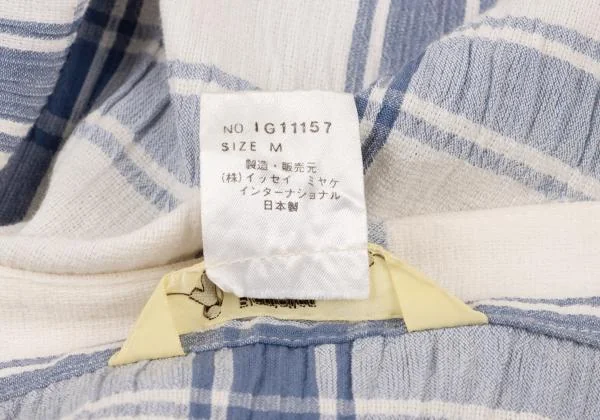 NO. IG11157
SIZE M
製造・販売元
(株)イッセイ ミヤケ
インターナショナル
日本製